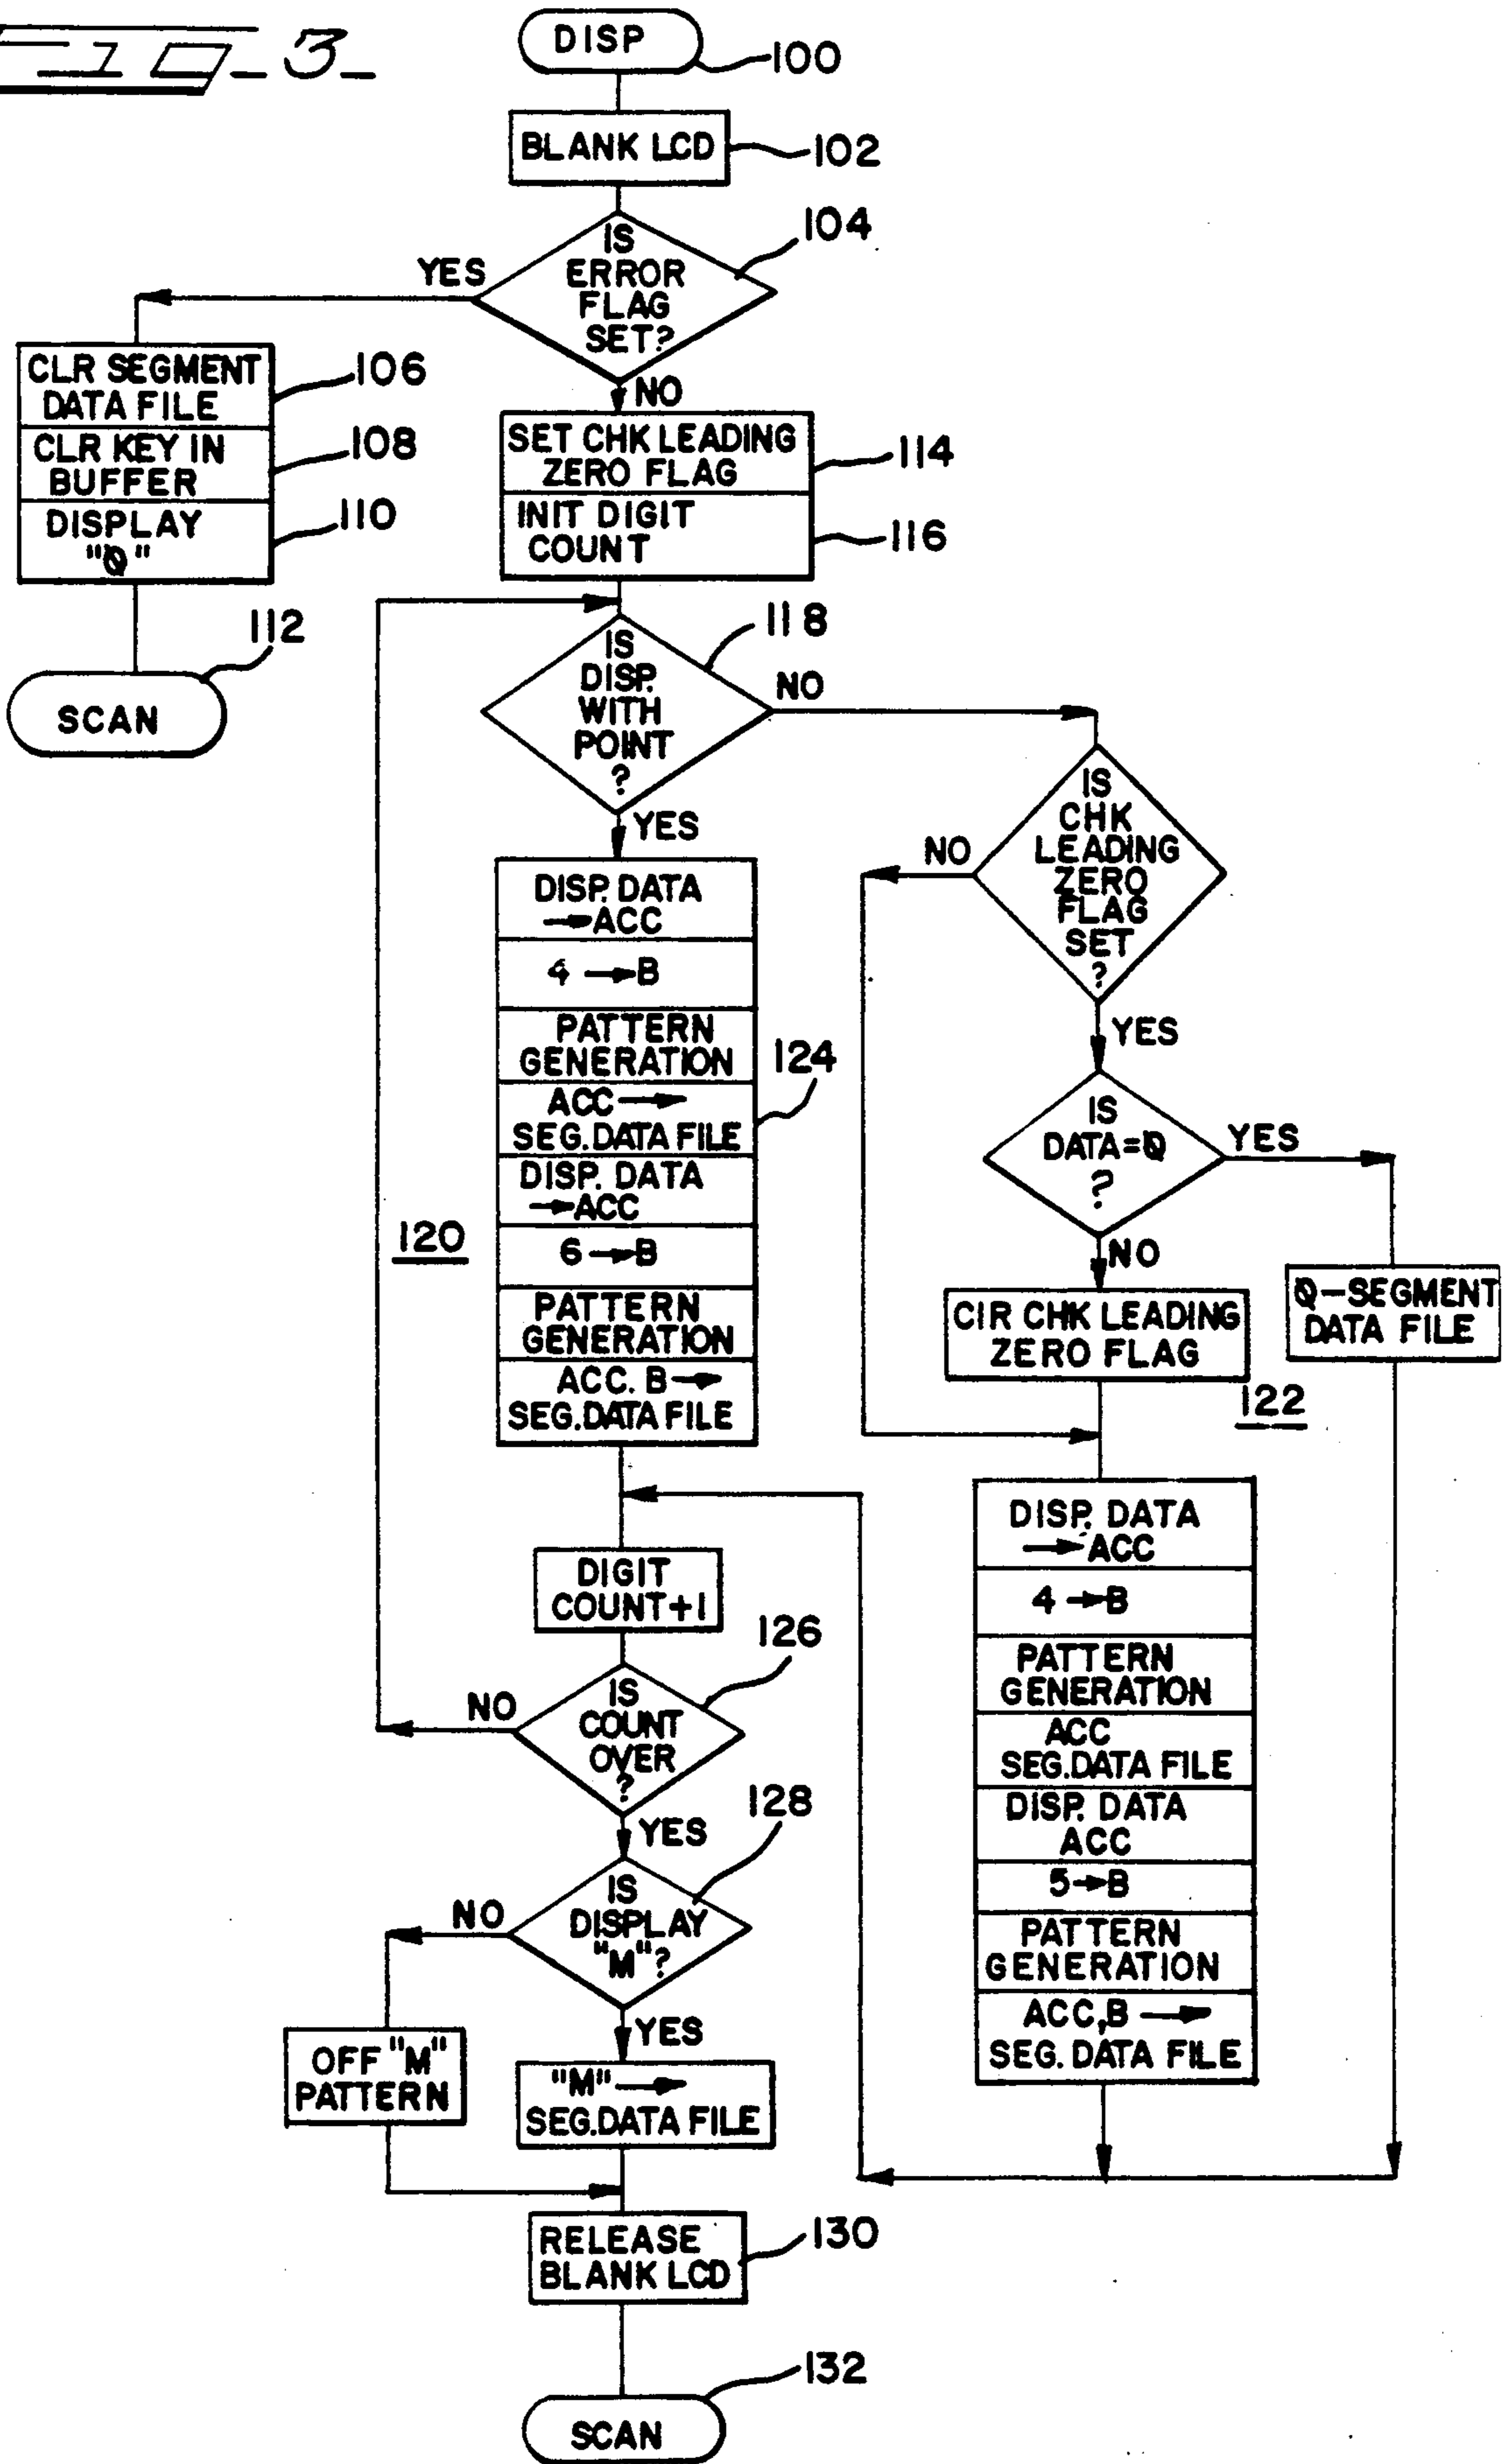 FIG_3_
DISP
100
BLANK LCD
102
IS
ERROR
FLAG
SET?
104
YES
NO
CLR SEGMENT
DATA FILE
106
CLR KEY IN
BUFFER
108
DISPLAY
"0"
110
112
SCAN
SET CHK LEADING
ZERO FLAG
114
INIT DIGIT
COUNT
116
IS
DISP.
WITH
POINT
?
118
NO
YES
DISP. DATA
→ACC
4→B
PATTERN
GENERATION
124
ACC→
SEG.DATA FILE
DISP. DATA
→ACC
6→B
PATTERN
GENERATION
ACC. B→
SEG.DATA FILE
120
IS
CHK
LEADING
ZERO
FLAG
SET
?
NO
YES
IS
DATA=0
?
YES
NO
CIR CHK LEADING
ZERO FLAG
0-SEGMENT
DATA FILE
122
DISP. DATA
→ACC
4→B
PATTERN
GENERATION
ACC
SEG.DATA FILE
DISP. DATA
ACC
5→B
PATTERN
GENERATION
ACC,B→
SEG. DATA FILE
DIGIT
COUNT+1
IS
COUNT
OVER
?
126
NO
YES
IS
DISPLAY
"M"?
128
NO
YES
OFF "M"
PATTERN
"M"→
SEG.DATA FILE
RELEASE
BLANK LCD
130
132
SCAN